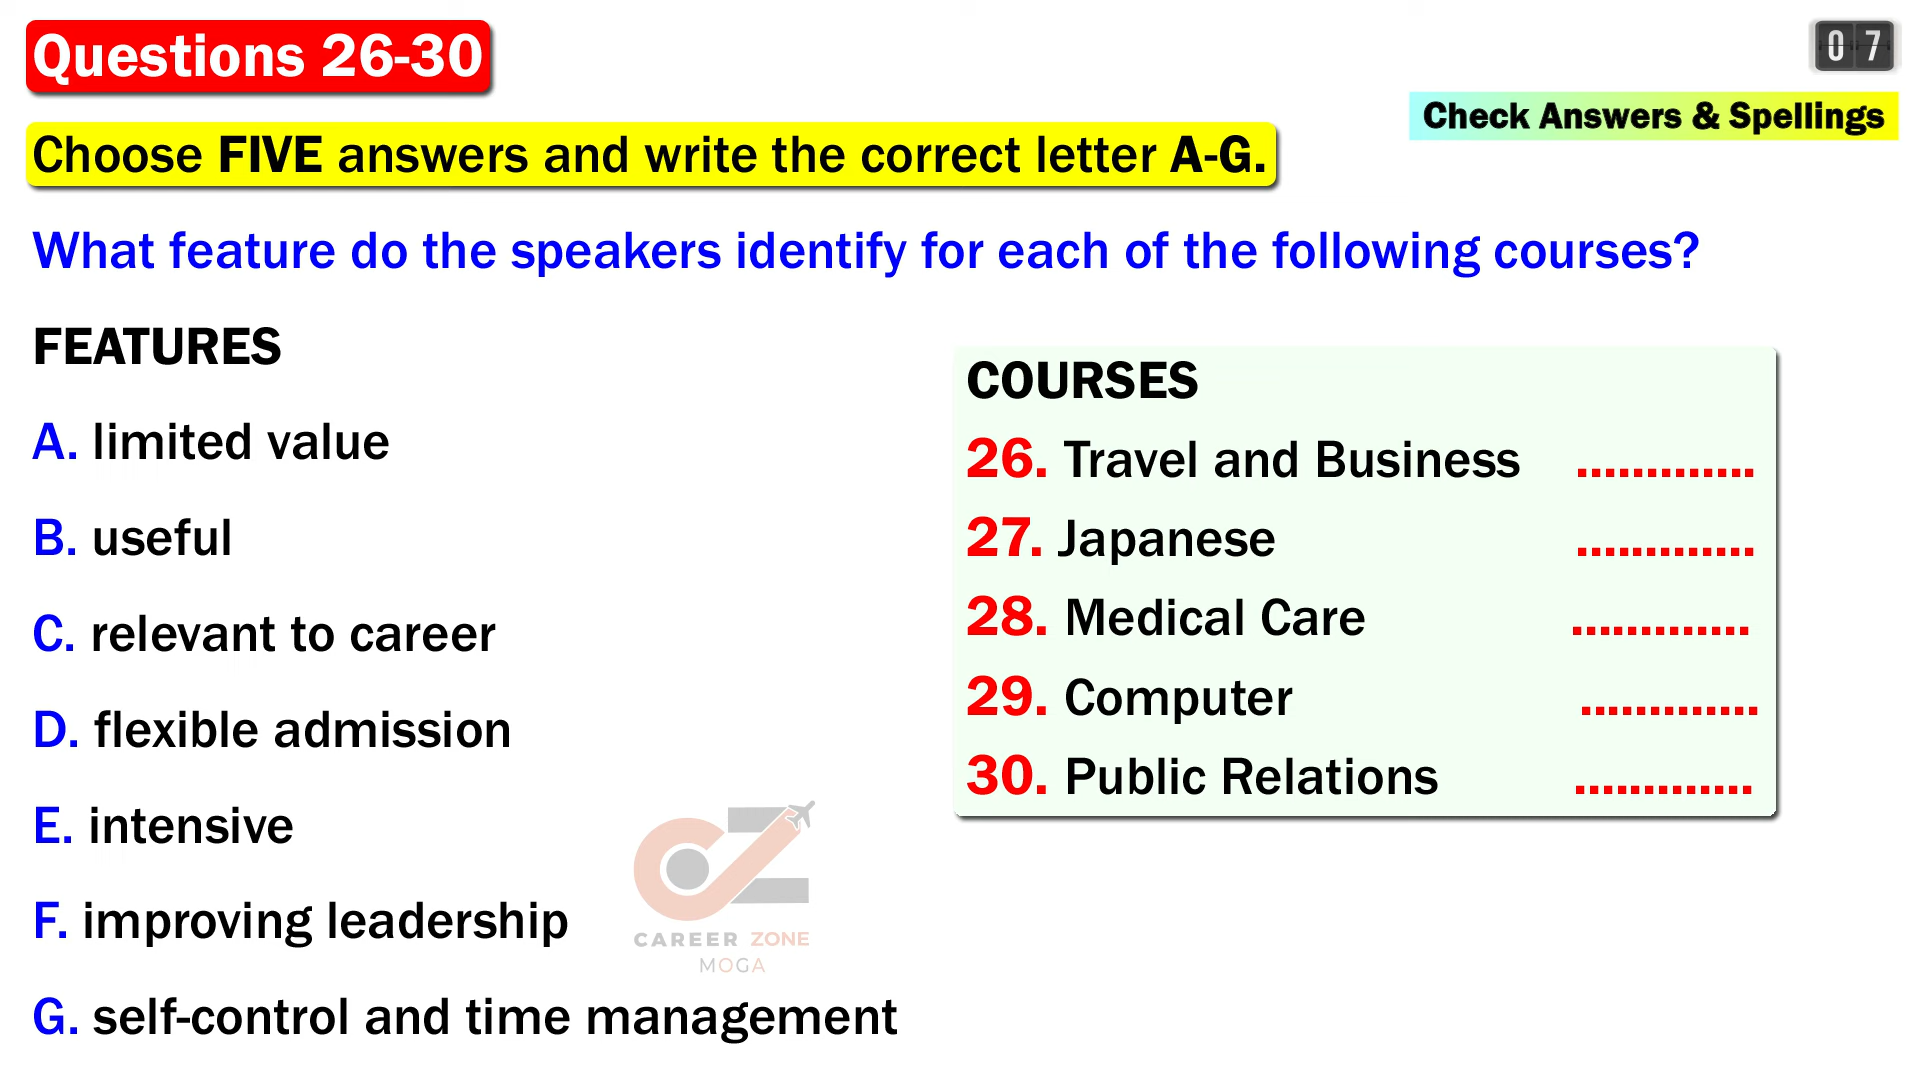 Questions 26-30
07
Check Answers & Spellings
Choose FIVE answers and write the correct letter A-G.
What feature do the speakers identify for each of the following courses?
FEATURES
A. limited value
B. useful
C. relevant to career
D. flexible admission
E. intensive
F. improving leadership
G. self-control and time management
COURSES
26. Travel and Business .............
27. Japanese .............
28. Medical Care .............
29. Computer .............
30. Public Relations .............
CAREER ZONE
MOGA